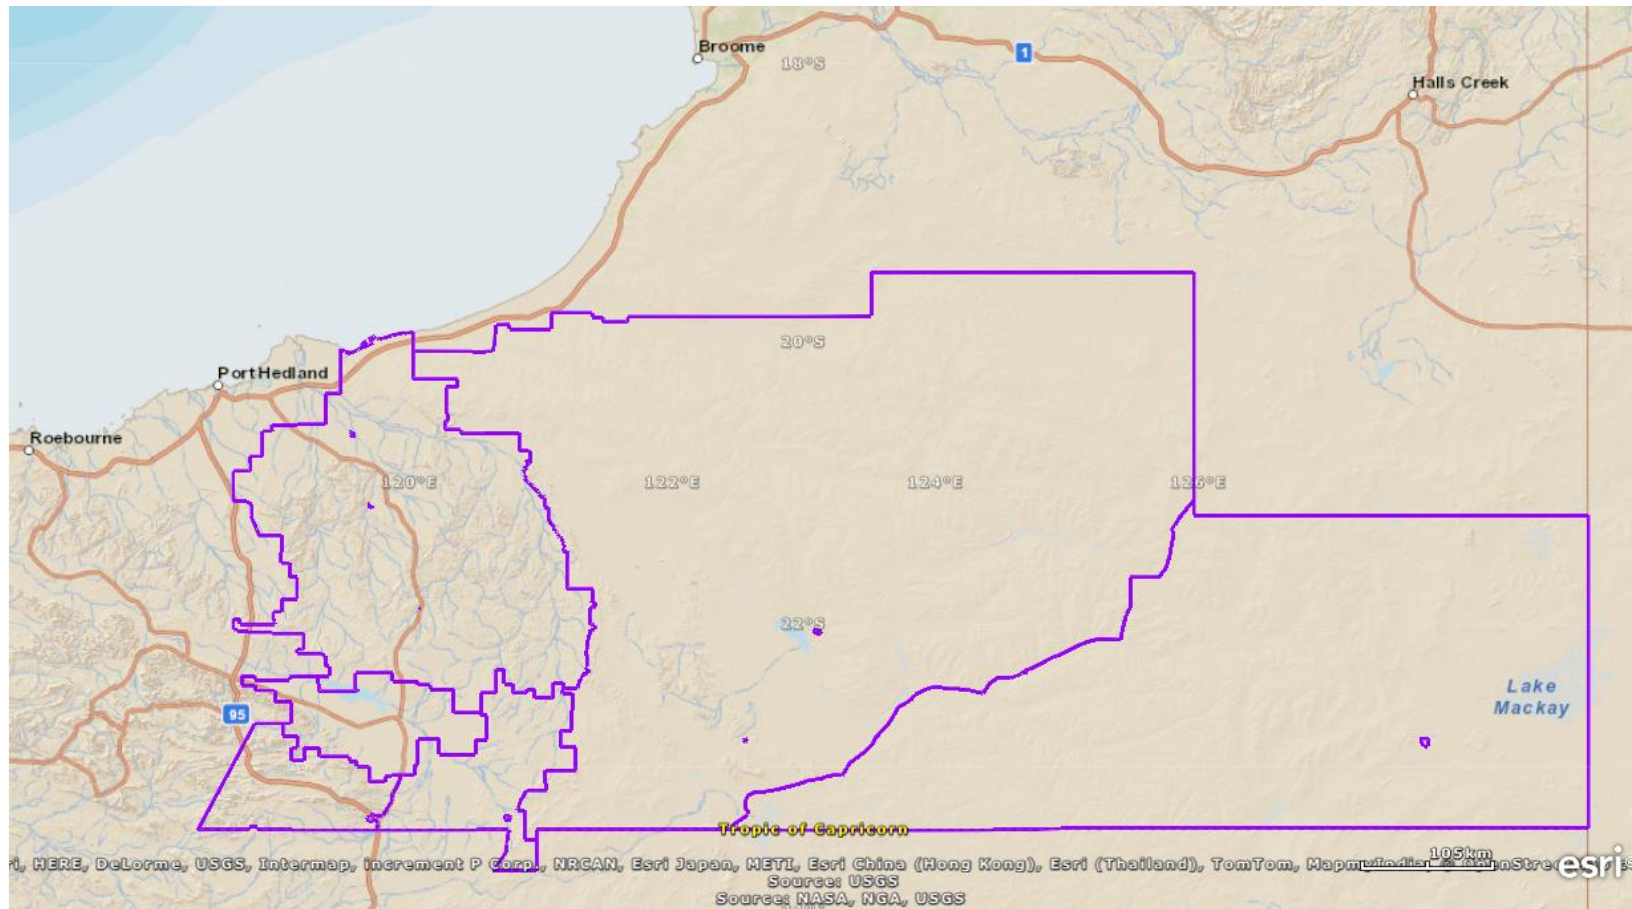 Broome
18°S
1
Halls Creek
20°S
Port Hedland
Roebourne
120°E
122°E
124°E
126°E
22°S
Lake
Mackay
95
Tropic of Capricorn
105km
ri, HERE, DeLorme, USGS, Intermap, increment P Corp., NRCAN, Esri Japan, METI, Esri China (Hong Kong), Esri (Thailand), TomTom,
esri
Source: USGS
Source: NASA, NGA, USGS